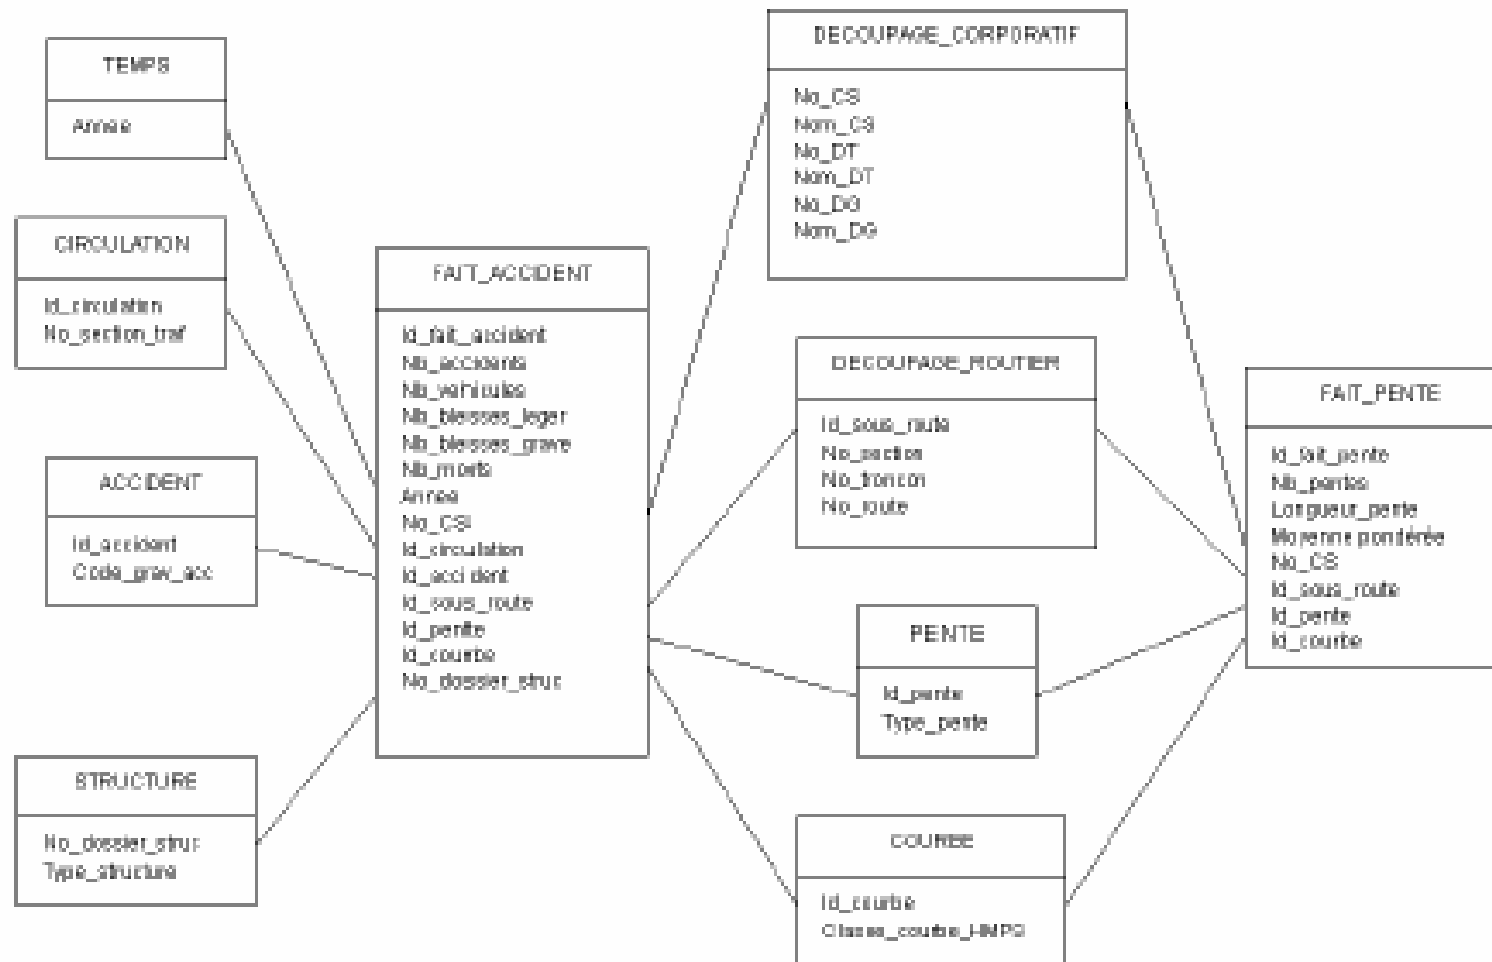 TEMPS
Annee
CIRCULATION
Id_circulation
No_section_traf
ACCIDENT
Id_accident
Code_grav_acc
STRUCTURE
No_dossier_struc
Type_structure
FAIT_ACCIDENT
Id_fait_accident
Nb_accidents
Nb_vehicules
Nb_blesses_leger
Nb_blesses_grave
Nb_morts
Annee
No_CS
Id_circulation
Id_accident
Id_sous_route
Id_pente
Id_courbe
No_dossier_struc
DECOUPAGE_CORPORATIF
No_CS
Nom_CS
No_DT
Nom_DT
No_DG
Nom_DG
DECOUPAGE_ROUTIER
Id_sous_route
No_section
No_troncon
No_route
PENTE
Id_pente
Type_pente
COURBE
Id_courbe
FAIT_PENTE
Id_fait_pente
Nb_pentes
Longueur_pente
Moyenne pondérée
No_CS
Id_sous_route
Id_pente
Id_courbe